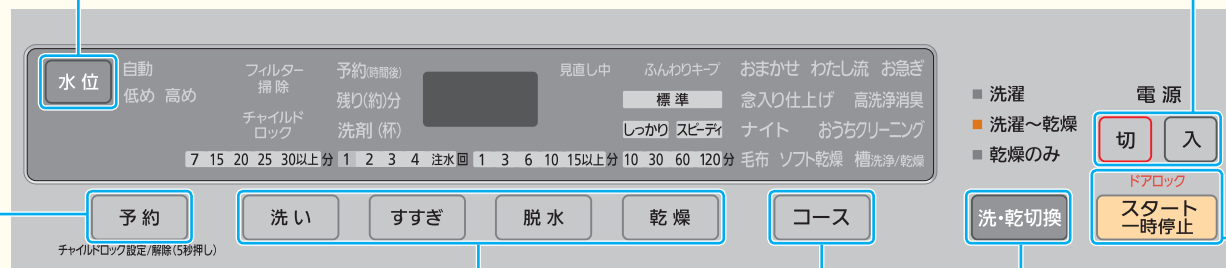 水位
自動
低め 高め
フィルター
掃除
チャイルド
ロック
予約(時間後)
残り(約)分
洗剤(杯)
見直し中 ふんわりキープ
標準
しっかり スピーディ
おまかせ わたし流 お急ぎ
念入り仕上げ 高洗浄消臭
ナイト おうちクリーニング
毛布 ソフト乾燥 槽洗浄/乾燥
7 15 20 25 30以上分 1 2 3 4 注水回 1 3 6 10 15以上分 10 30 60 120分
洗濯
洗濯〜乾燥
乾燥のみ
電源
切 入
ドアロック
スタート
一時停止
予約
洗い
すすぎ
脱水
乾燥
コース
洗・乾切換
チャイルドロック設定/解除(5秒押し)